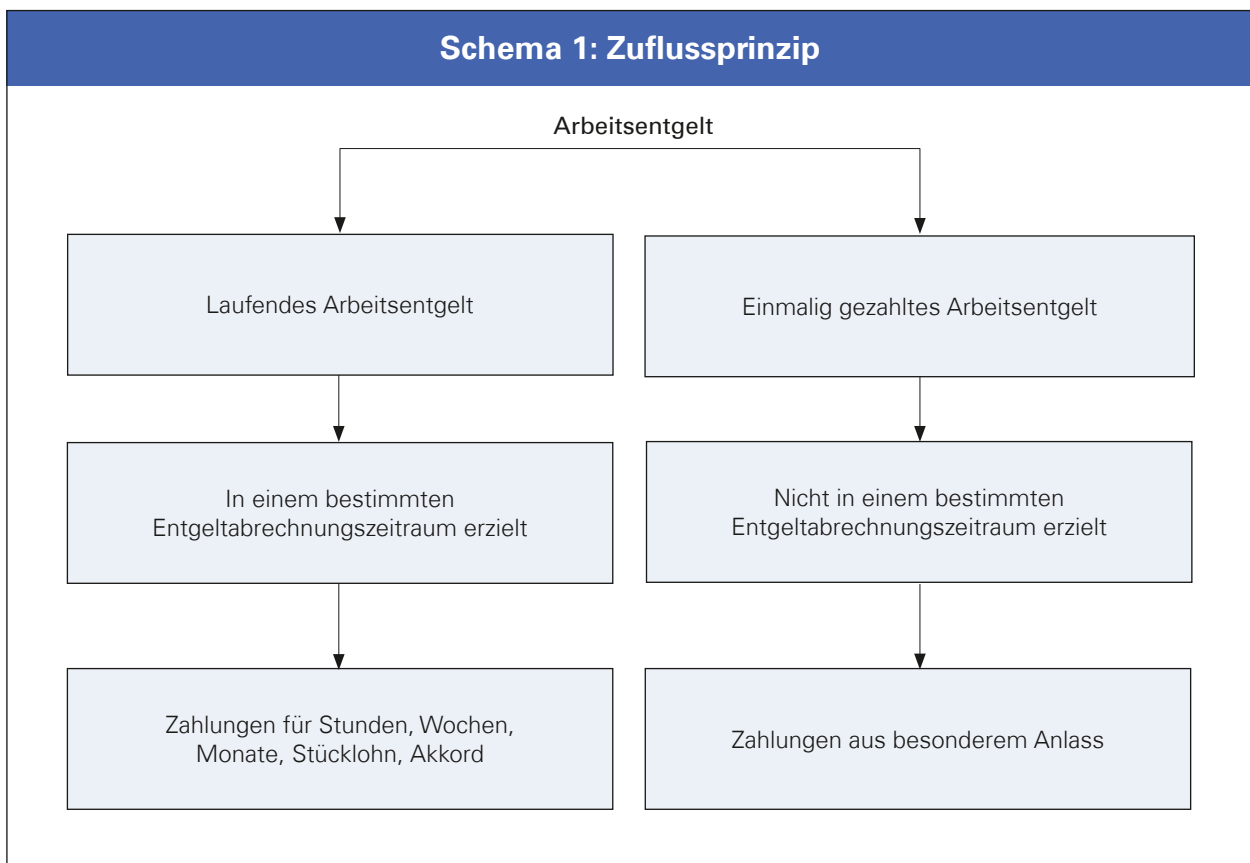 Schema 1: Zuflussprinzip
Arbeitsentgelt
Laufendes Arbeitsentgelt
Einmalig gezahltes Arbeitsentgelt
In einem bestimmten
Entgeltabrechnungszeitraum erzielt
Nicht in einem bestimmten
Entgeltabrechnungszeitraum erzielt
Zahlungen für Stunden, Wochen,
Monate, Stücklohn, Akkord
Zahlungen aus besonderem Anlass